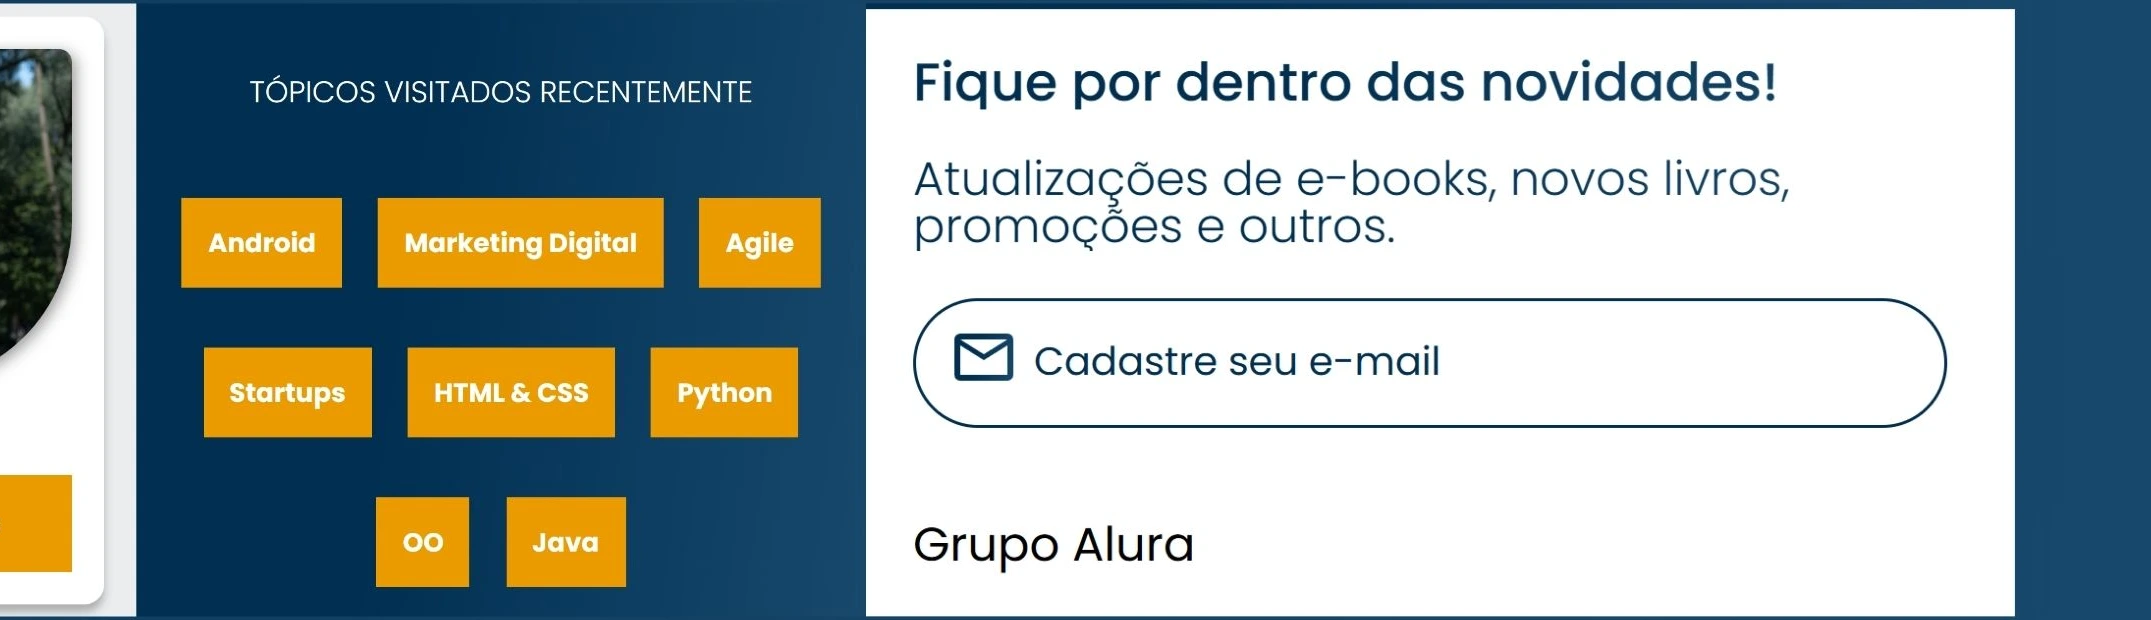 TÓPICOS VISITADOS RECENTEMENTE
Android
Marketing Digital
Agile
Startups
HTML & CSS
Python
OO
Java
Fique por dentro das novidades!
Atualizações de e-books, novos livros,
promoções e outros.
Cadastre seu e-mail
Grupo Alura